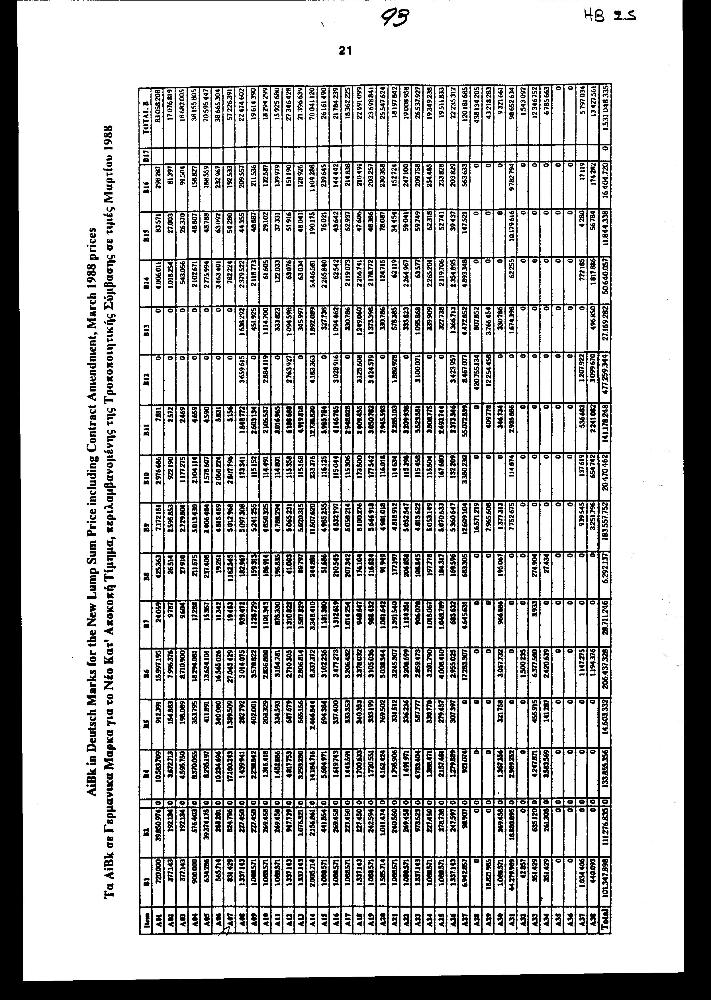 93
HB 25
21
AiBk in Deutsch Marks for the New Lump Sum Price including Contract Amendment, March 1988 prices
Τα AiBk σε Γερμανικα Μαρκα για το Νέο Κατ' Αποκοπή Τίμημα, περιλαμβανομένης της Τροποποιητικής Σύμβασης σε τιμές Μαρτίου 1988
Item B1 B2 B4 B5 B6 B7 B8 B9 B10 B11 B12 B13 B14 B15 B16 B17 TOTAL B
A01 720.000 39.850.974 0 10.583.709 912.391 15.997.195 24.059 425.363 7.172.151 2 976 686 7.811 0 0 4.006.011 83 571 298 287 83 058 208
A02 377.143 192.134 0 3.672.713 154.883 7.996.376 9 787 26.514 2.595.853 922 190 2.572 0 0 1.018.254 27.003 81 397 17 076 819
A03 377.143 192.134 0 4.595.750 198.089 8.710.900 9.604 27.910 2.729.801 1.177 275 2.469 0 0 543.056 26.370 91 504 18 682 005
A04 900.000 576.403 0 8.370.055 353.795 18.294.081 17.288 211.675 5.013.430 2 104 114 4 659 0 0 2 102 671 48 807 158 827 38 155 805
A05 634.286 39.374.175 0 8.295.197 411.891 13.624.101 15.367 237.408 3.406.484 1 578 607 4 590 0 0 2 775.994 48 788 188 559 70 595 447
A06 565.714 288.201 0 10.234.696 340.080 16.565.026 11.342 19.261 4.815.469 2 060 224 5.831 0 0 3 463.401 63 092 232 967 38 665 304
A07 831.429 824.796 0 17.100.243 1.389.509 27.043.429 19.483 1.162.545 5.012.968 2 807.796 5.156 0 0 782 224 54 280 192 533 57 226 391
A08 1.337.143 227.450 0 1.439.941 282.792 3.014.075 939.472 182.967 5.097.308 173.341 1.848.772 3 659 615 1 638 292 2.379.522 44 355 209 557 22 474 602
A09 1.088.571 227.450 0 2.238.842 402.001 3.578.822 1.128.729 159.313 5.241.255 115.152 2.603.134 0 451.925 2 118.773 48 887 211 536 19 614 390
A10 1.088.571 269.458 0 1.315.418 203.329 2.836.800 1.101.343 186.914 4 850.325 114 491 2.105.537 2 884.119 1.114.700 61.605 29.102 132 587 18 294 299
A11 1.088.571 269.458 0 1.452.886 334.593 3.154.781 875.330 196.835 4.788.294 114 801 3.016.965 0 333.823 122 033 37 331 139 979 15 925 680
A12 1.337.143 947.739 0 4.817.753 687.679 2.710.305 1.310.822 41.003 5.065.231 115.358 6.188.688 2.763 927 1 094 598 63 076 51.916 151 190 27 346 428
A13 1.337.143 1.076.321 0 3.293.280 565.156 2.806.814 1.587.329 89.797 5.020.315 115.168 4.919.318 0 345.997 63.034 48 041 128 926 21.396 639
A14 2.005.714 2.156.861 0 14.184.716 2.466.844 8.337.372 3.348.410 244.881 11.507.620 233 376 12.738.830 4.183.363 1.892.089 5.446.581 190.175 1.104 288 70 041 120
A15 1.088.571 441.854 0 5.604.971 694.384 3.102.236 1.181.380 51.686 4.985.255 116.125 5.985.784 0 327 738 2.265.840 76 021 239 645 26 161 490
A16 1.088.571 269.458 0 1.619.743 337.400 3.477.273 1.312.619 210.545 4.832.797 115.044 4.146.785 3 028 916 1.094.462 62.542 43 642 144 442 21 784 239
A17 1.088.571 227.450 0 1.445.591 333.353 3.206.482 1.014.254 207.342 5.058.214 115.306 2.948.028 0 330.786 2 119.073 52.937 214 838 18 362 225
A18 1.337.143 227.450 0 1.700.633 340.353 3.378.032 948.647 176.104 5.100.276 173.500 2.409.455 3.125.608 1.249.060 2.266.741 47.606 210 491 22 691 099
A19 1.088.571 242.594 0 1.720.551 333.199 3.105.036 988.432 116.824 5.646.918 177.542 3.050.782 3.424.579 1.373.398 2 178.772 48 386 203 257 23 698 841
A20 1.585.714 1.011.474 0 4.162.424 769.502 3.038.344 1.081.642 91.949 4.981.018 116.018 7.945.593 0 330.786 124.715 78.087 230.358 25 547 624
A21 1.088.571 240.550 0 1.795.906 331.512 3.245.307 1.391.540 177.197 4.818.912 114.634 2.285.103 1.880.928 578.385 62 119 34.454 152 724 18 197 842
A22 1.088.571 269.458 0 1.491.971 336.236 3.208.699 1.124.351 206.858 5.052.547 115 398 3.209.938 0 333.823 2 264.967 59.041 247.100 19 008 958
A23 1.337.143 973.523 0 4.783.404 587.777 2.859.473 906.078 108.845 4.813.622 115.458 5.523.581 3.100.071 1.095.868 63.577 59.749 209.758 26 537.927
A24 1.088.571 227.450 0 1.388.471 330.770 3.201.790 1.015.067 197.778 5.053.149 115.504 3.808.775 0 339.909 2.265.201 62.318 254.485 19 349 238
A25 1.088.571 278.738 0 2.157.481 279.457 4.008.410 1.048.789 184.317 5.070.633 167.680 2.493.744 0 327.738 2.119.706 52 741 233 828 19 511 833
A26 1.337.143 247.597 0 1.279.889 307.397 2.955.025 683.632 169.596 5.360.647 132.209 2.373.346 3.423.957 1.366.713 2.354.895 39 437 203.829 22 235 312
A27 6.942.857 98.907 0 921.074 0 17.283.307 4.645.631 683.305 12.609 104 3.380 230 55.072.839 8.467.077 4.472.852 4.893.348 147.521 563.633 120 181 685
A28 0 0 0 0 0 0 0 0 16.571.219 0 0 420.755.134 807.852 0 0 0 438 134 205
A29 18.821.985 0 0 0 0 0 0 0 7.965.608 0 409.778 12 254.458 3.766.454 0 0 0 43 218 283
A30 1.088.571 269.458 0 1.367.356 321.758 3.057.732 966.886 195.067 1.377.313 0 346.734 0 330 786 0 0 0 9 321 661
A31 44.279.989 18.880.895 0 2.989.252 0 0 0 0 7.752 675 114 874 2.935.886 0 1.674.398 62 255 10.179.616 9 782 794 98 652 634
A32 42.857 0 0 0 0 1.500.235 0 0 0 0 0 0 0 0 0 0 1 543 092
A33 351.429 635.120 0 4.247.871 455.915 6.377 580 3.933 274.904 0 0 0 0 0 0 0 0 12 346 752
A34 351.429 261.305 0 3.583.569 141 287 2.420.639 0 27.434 0 0 0 0 0 0 0 0 6 785 663
A35 0 0 0 0 0 0 0 0 0 0 0 0 0 0 0 0 0
A36 0 0 0 0 0 0 0 0 0 0 0 0 0 0 0 0 0
A37 1.034.406 0 0 0 0 1 147 275 0 0 939 545 137 619 536 683 1 207.922 0 772.185 4 280 17 119 5 797 034
A38 440.093 0 0 0 0 1 194.376 0 0 3.251.796 654 742 2.241.082 3 099 670 496.850 1 817.886 56 784 174 282 13 427 561
Total 101.347.898 111.276.835 0 133.855.356 14.603.332 206.437.328 28.711.246 6.292.137 183.557.752 20.470.462 141.178.248 477.259.344 27.169.282 50.640.057 11.844.338 16.404.720 0 1.531.048.335